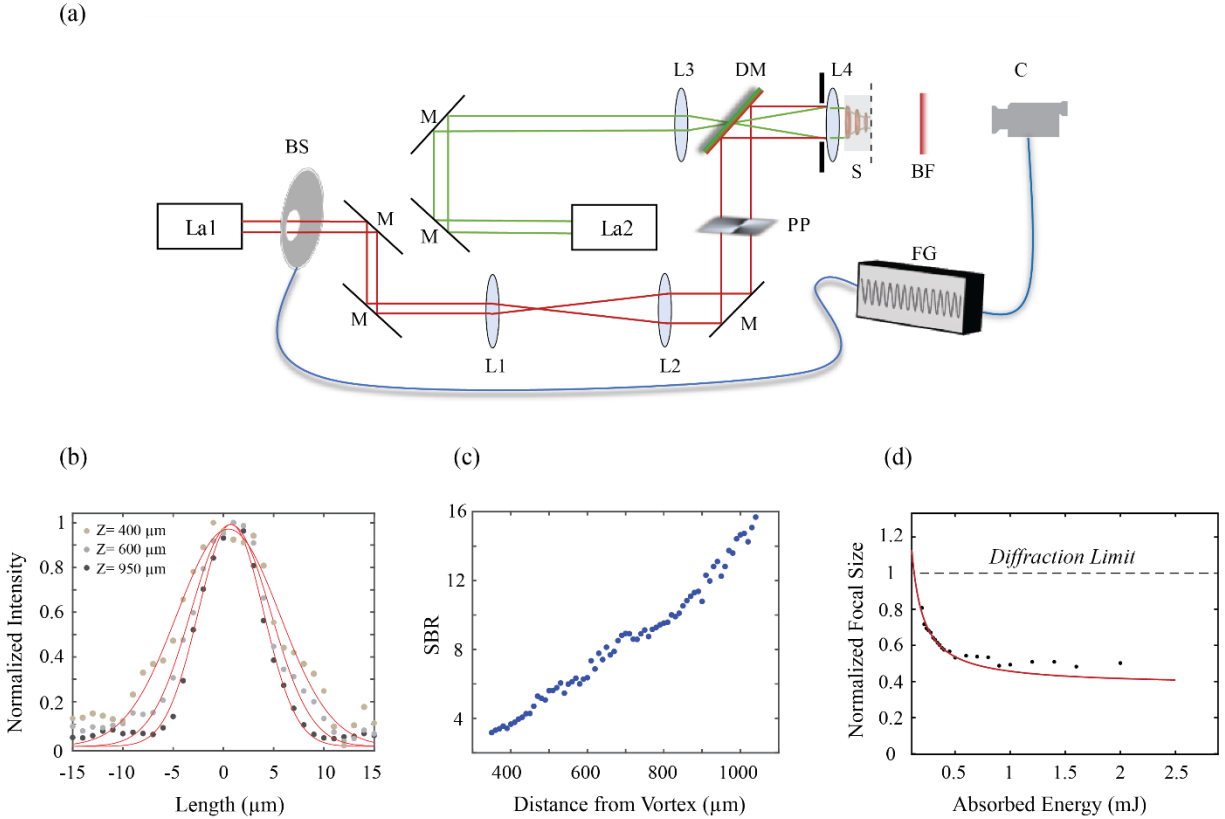 (a)
L3
DM
L4
C
M
BS
S
BF
La1
M
M
La2
PP
FG
M
M
L1
L2
(b)
(c)
(d)
Normalized Intensity
1
0.8
0.6
0.4
0.2
0
Z= 400 µm
Z= 600 µm
Z= 950 µm
-15
-10
-5
0
5
10
15
Length (µm)
SBR
16
12
8
4
400
600
800
1000
Distance from Vortex (µm)
Normalized Focal Size
1.2
1
0.8
0.6
0.4
0.2
0
Diffraction Limit
0.5
1
1.5
2
2.5
Absorbed Energy (mJ)